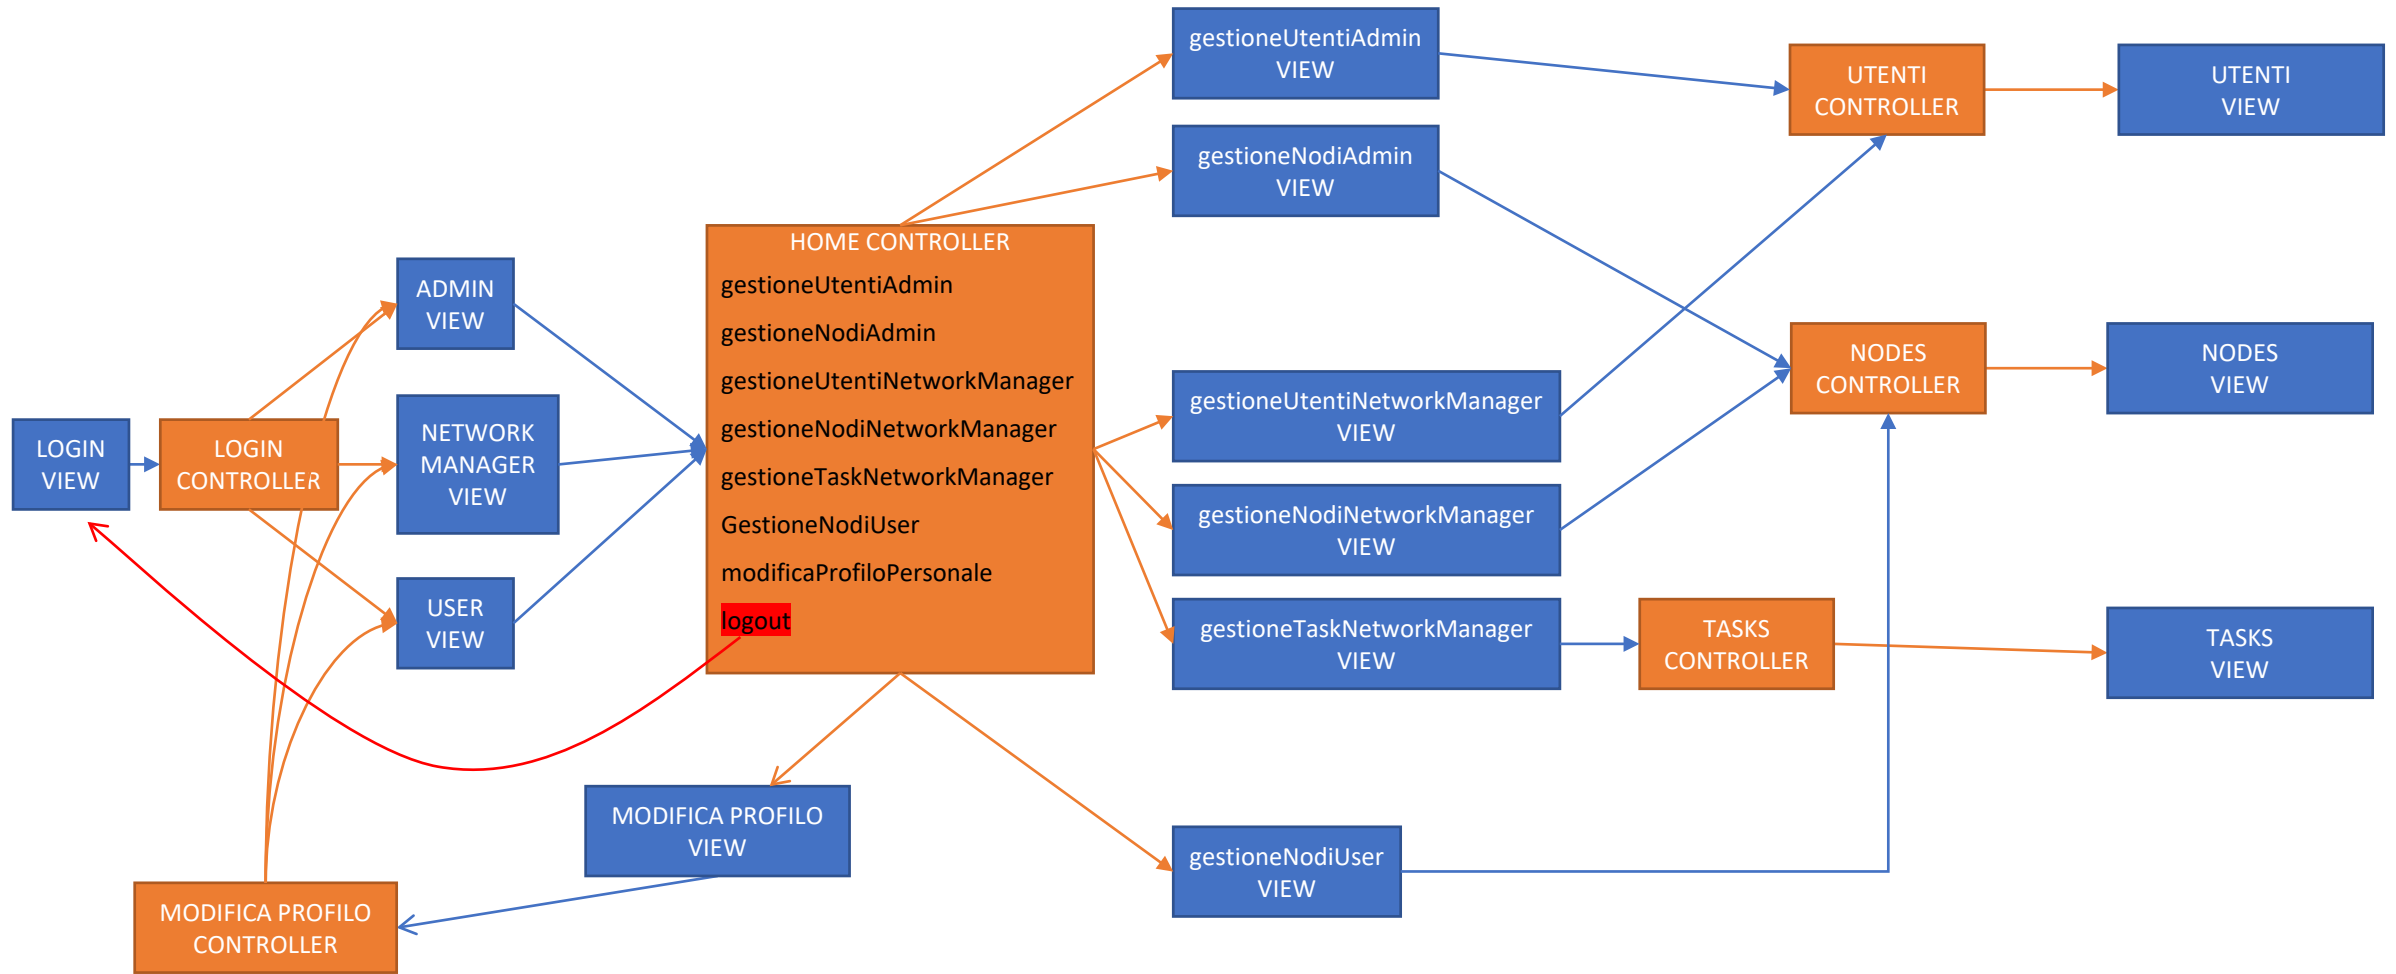 LOGIN
VIEW
LOGIN
CONTROLLER
ADMIN
VIEW
NETWORK
MANAGER
VIEW
USER
VIEW
MODIFICA PROFILO
CONTROLLER
MODIFICA PROFILO
VIEW
HOME CONTROLLER
gestioneUtentiAdmin
gestioneNodiAdmin
gestioneUtentiNetworkManager
gestioneNodiNetworkManager
gestioneTaskNetworkManager
GestioneNodiUser
modificaProfiloPersonale
logout
gestioneUtentiAdmin
VIEW
gestioneNodiAdmin
VIEW
gestioneUtentiNetworkManager
VIEW
gestioneNodiNetworkManager
VIEW
gestioneTaskNetworkManager
VIEW
gestioneNodiUser
VIEW
UTENTI
CONTROLLER
NODES
CONTROLLER
TASKS
CONTROLLER
UTENTI
VIEW
NODES
VIEW
TASKS
VIEW